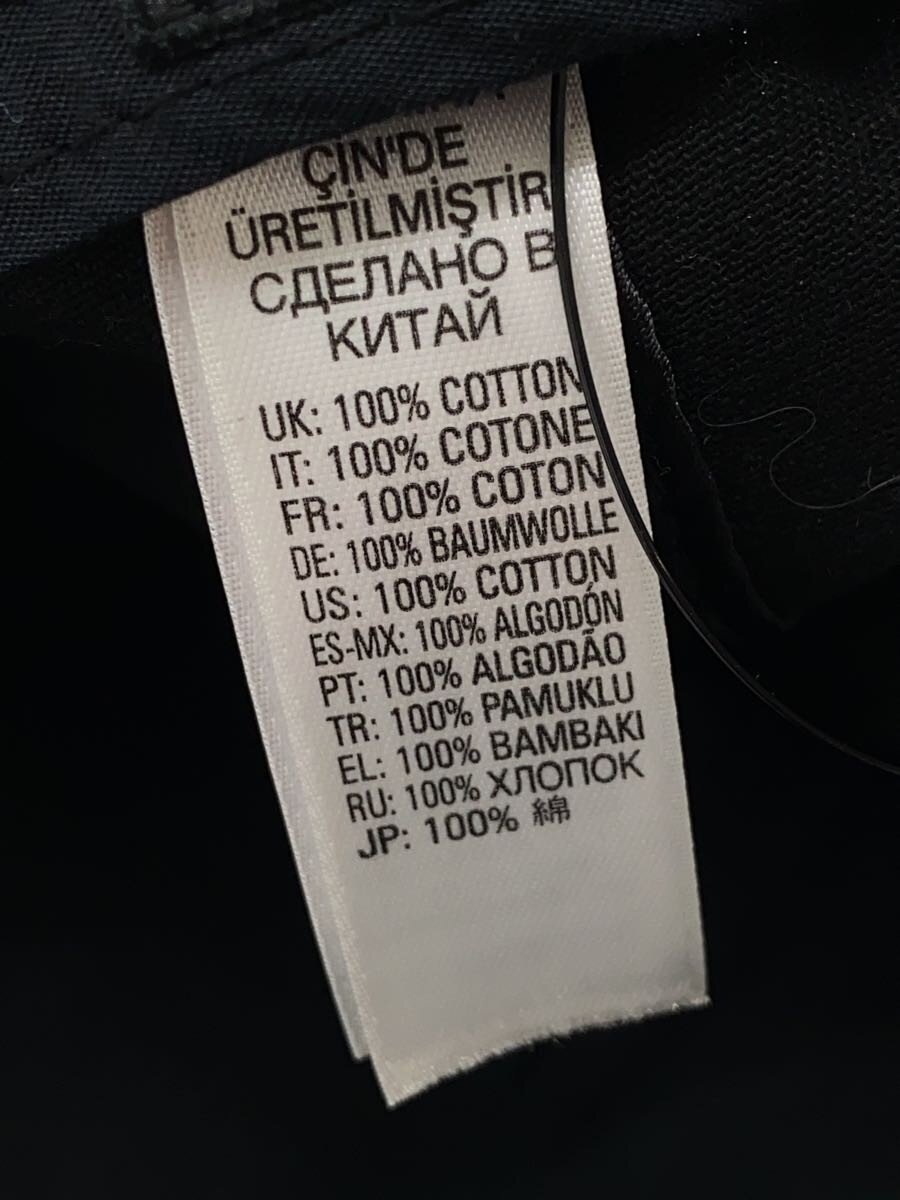 ÇIN'DE
ÜRETİLMİŞTİR
СДЕЛАНО В
КИТАЙ
UK: 100% COTTON
IT: 100% COTONE
FR: 100% COTON
DE: 100% BAUMWOLLE
US: 100% COTTON
ES-MX: 100% ALGODÓN
PT: 100% ALGODÃO
TR: 100% PAMUKLU
EL: 100% BAMBAKI
RU: 100% ХЛОПОК
JP: 100% 綿